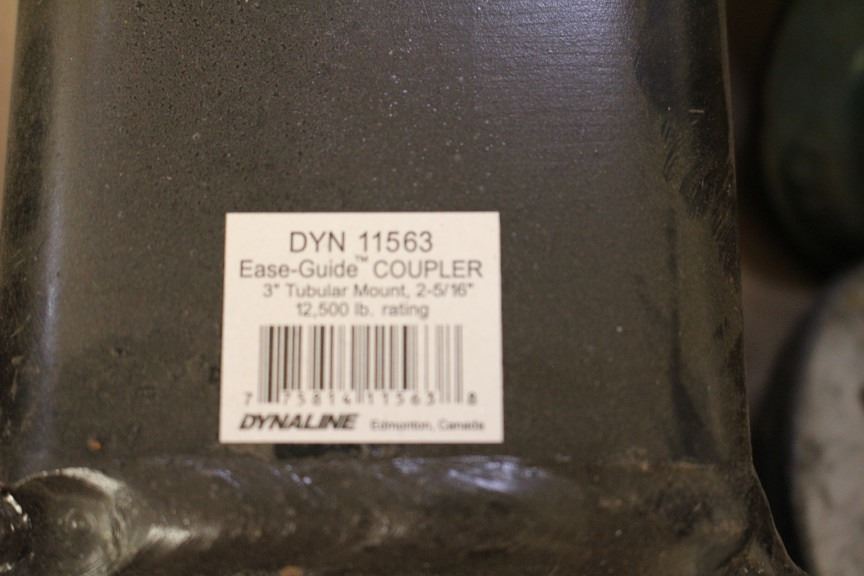 DYN 11563
Ease-Guide™ COUPLER
3" Tubular Mount, 2-5/16"
12,500 lb. rating
7 75814 11563 8
DYNALINE Edmonton, Canada